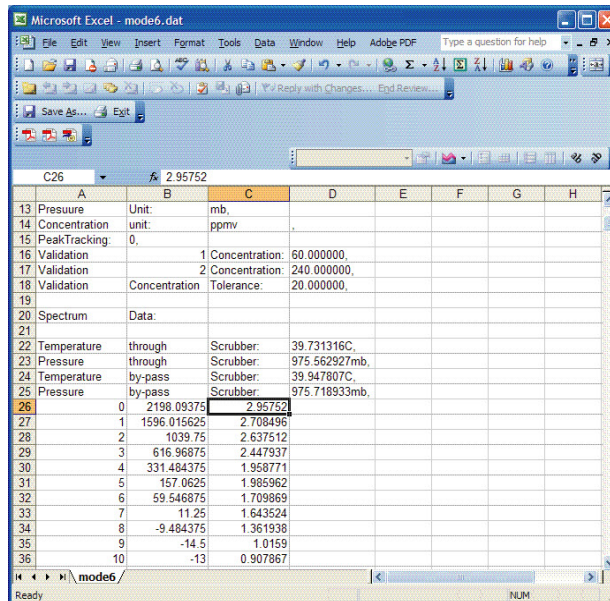 Microsoft Excel - mode6.dat
File Edit View Insert Format Tools Data Window Help Adobe PDF Type a question for help
Reply with Changes... End Review...
Save As... Exit
C26 fx 2.95752
A B C D E F G H
13 Presuure Unit: mb,
14 Concentration unit: ppmv ,
15 PeakTracking: 0,
16 Validation 1 Concentration: 60.000000,
17 Validation 2 Concentration: 240.000000,
18 Validation Concentration Tolerance: 20.000000,
19
20 Spectrum Data:
21
22 Temperature through Scrubber: 39.731316C,
23 Pressure through Scrubber: 975.562927mb,
24 Temperature by-pass Scrubber: 39.947807C,
25 Pressure by-pass Scrubber: 975.718933mb,
26 0 2198.09375 2.95752
27 1 1596.015625 2.708496
28 2 1039.75 2.637512
29 3 616.96875 2.447937
30 4 331.484375 1.958771
31 5 157.0625 1.985962
32 6 59.546875 1.709869
33 7 11.25 1.643524
34 8 -9.484375 1.361938
35 9 -14.5 1.0159
36 10 -13 0.907867
mode6
Ready NUM